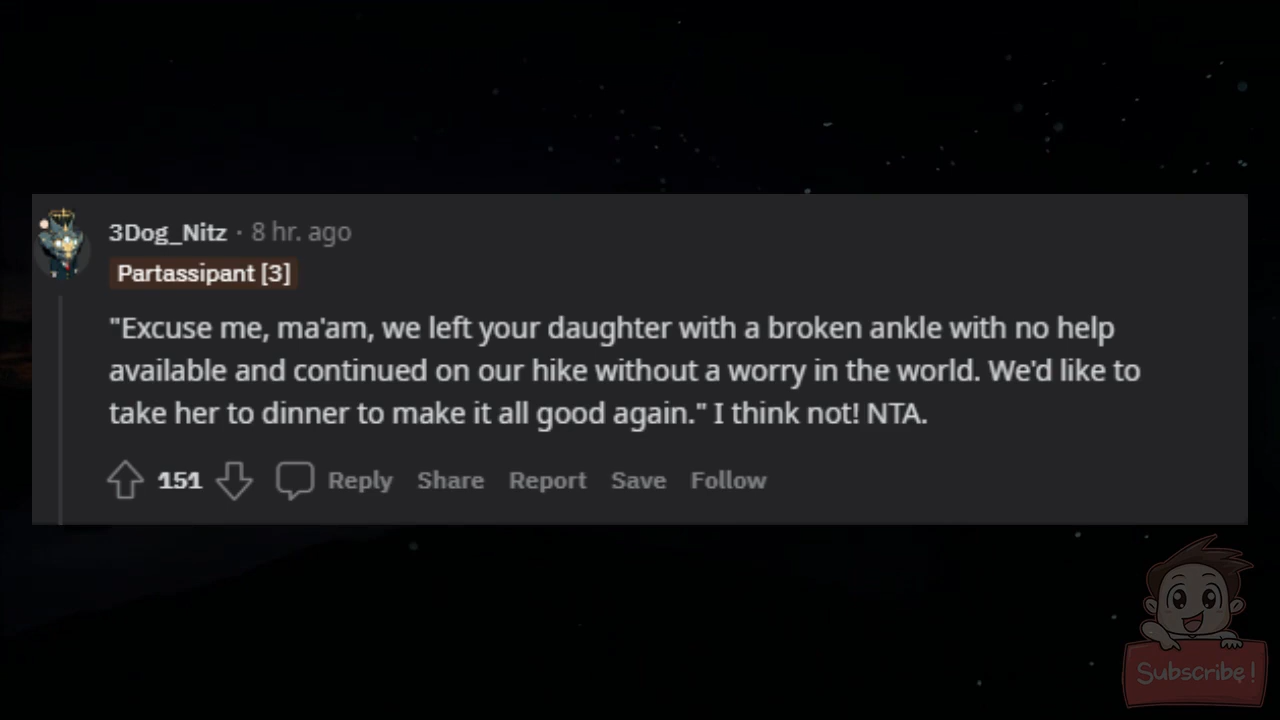 3Dog_Nitz · 8 hr. ago
Partassipant [3]
"Excuse me, ma'am, we left your daughter with a broken ankle with no help
available and continued on our hike without a worry in the world. We'd like to
take her to dinner to make it all good again." I think not! NTA.
151 Reply Share Report Save Follow
Subscribe!